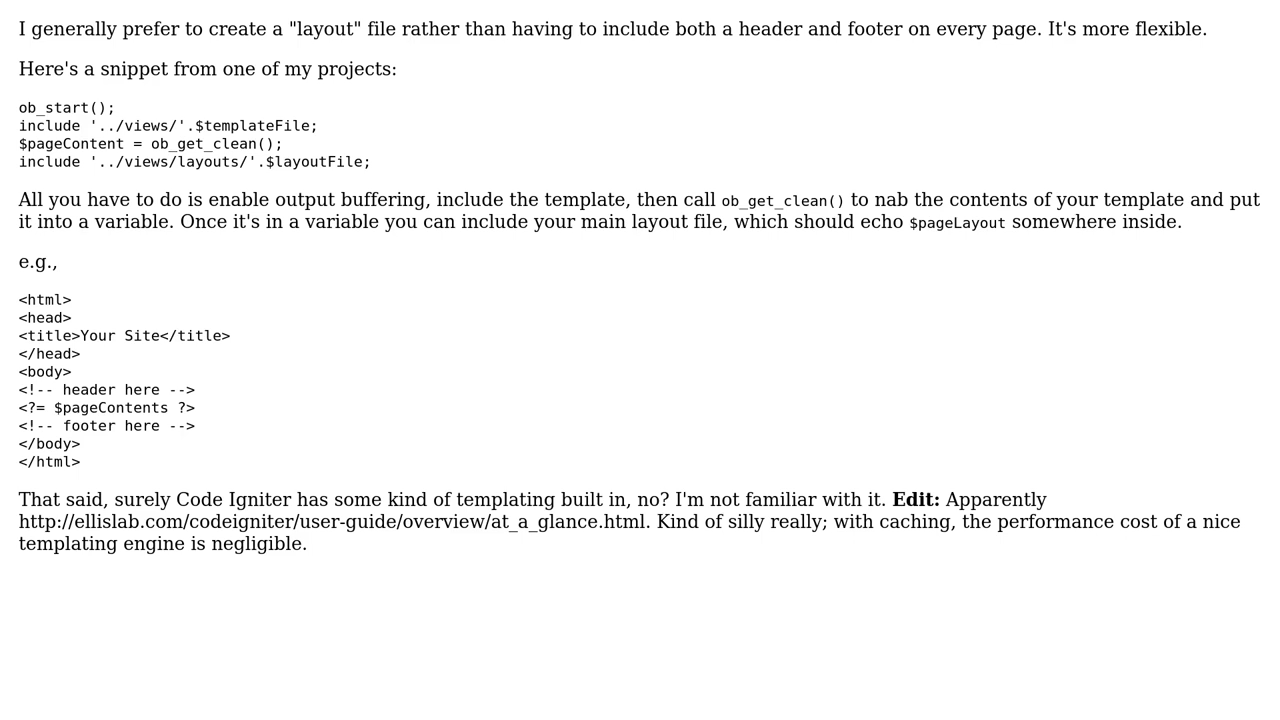 I generally prefer to create a "layout" file rather than having to include both a header and footer on every page. It's more flexible.
Here's a snippet from one of my projects:
ob_start();
include '../views/'.$templateFile;
$pageContent = ob_get_clean();
include '../views/layouts/'.$layoutFile;
All you have to do is enable output buffering, include the template, then call ob_get_clean() to nab the contents of your template and put
it into a variable. Once it's in a variable you can include your main layout file, which should echo $pageLayout somewhere inside.
e.g.,
<html>
<head>
<title>Your Site</title>
</head>
<body>
<!-- header here -->
<?= $pageContents ?>
<!-- footer here -->
</body>
</html>
That said, surely Code Igniter has some kind of templating built in, no? I'm not familiar with it. Edit: Apparently
http://ellislab.com/codeigniter/user-guide/overview/at_a_glance.html. Kind of silly really; with caching, the performance cost of a nice
templating engine is negligible.